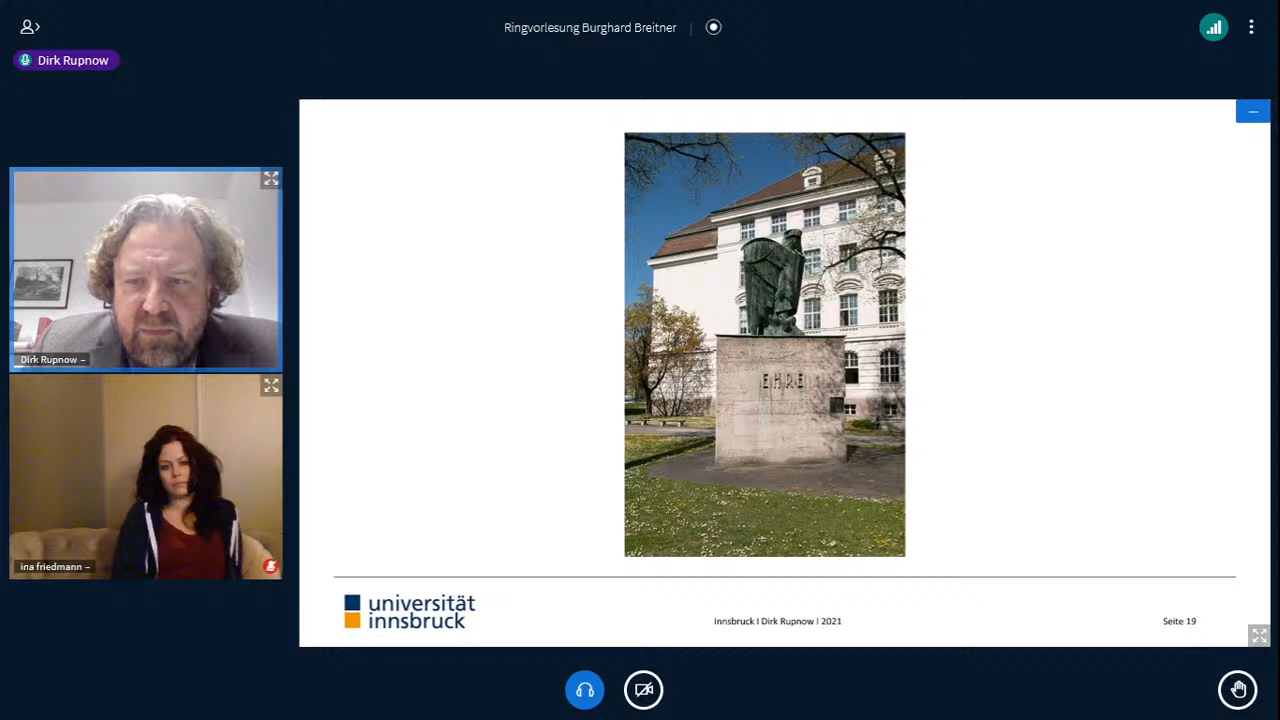 Ringvorlesung Burghard Breitner
Dirk Rupnow
Dirk Rupnow
ina friedmann
EHRE
universität
innsbruck
Innsbruck I Dirk Rupnow I 2021
Seite 19